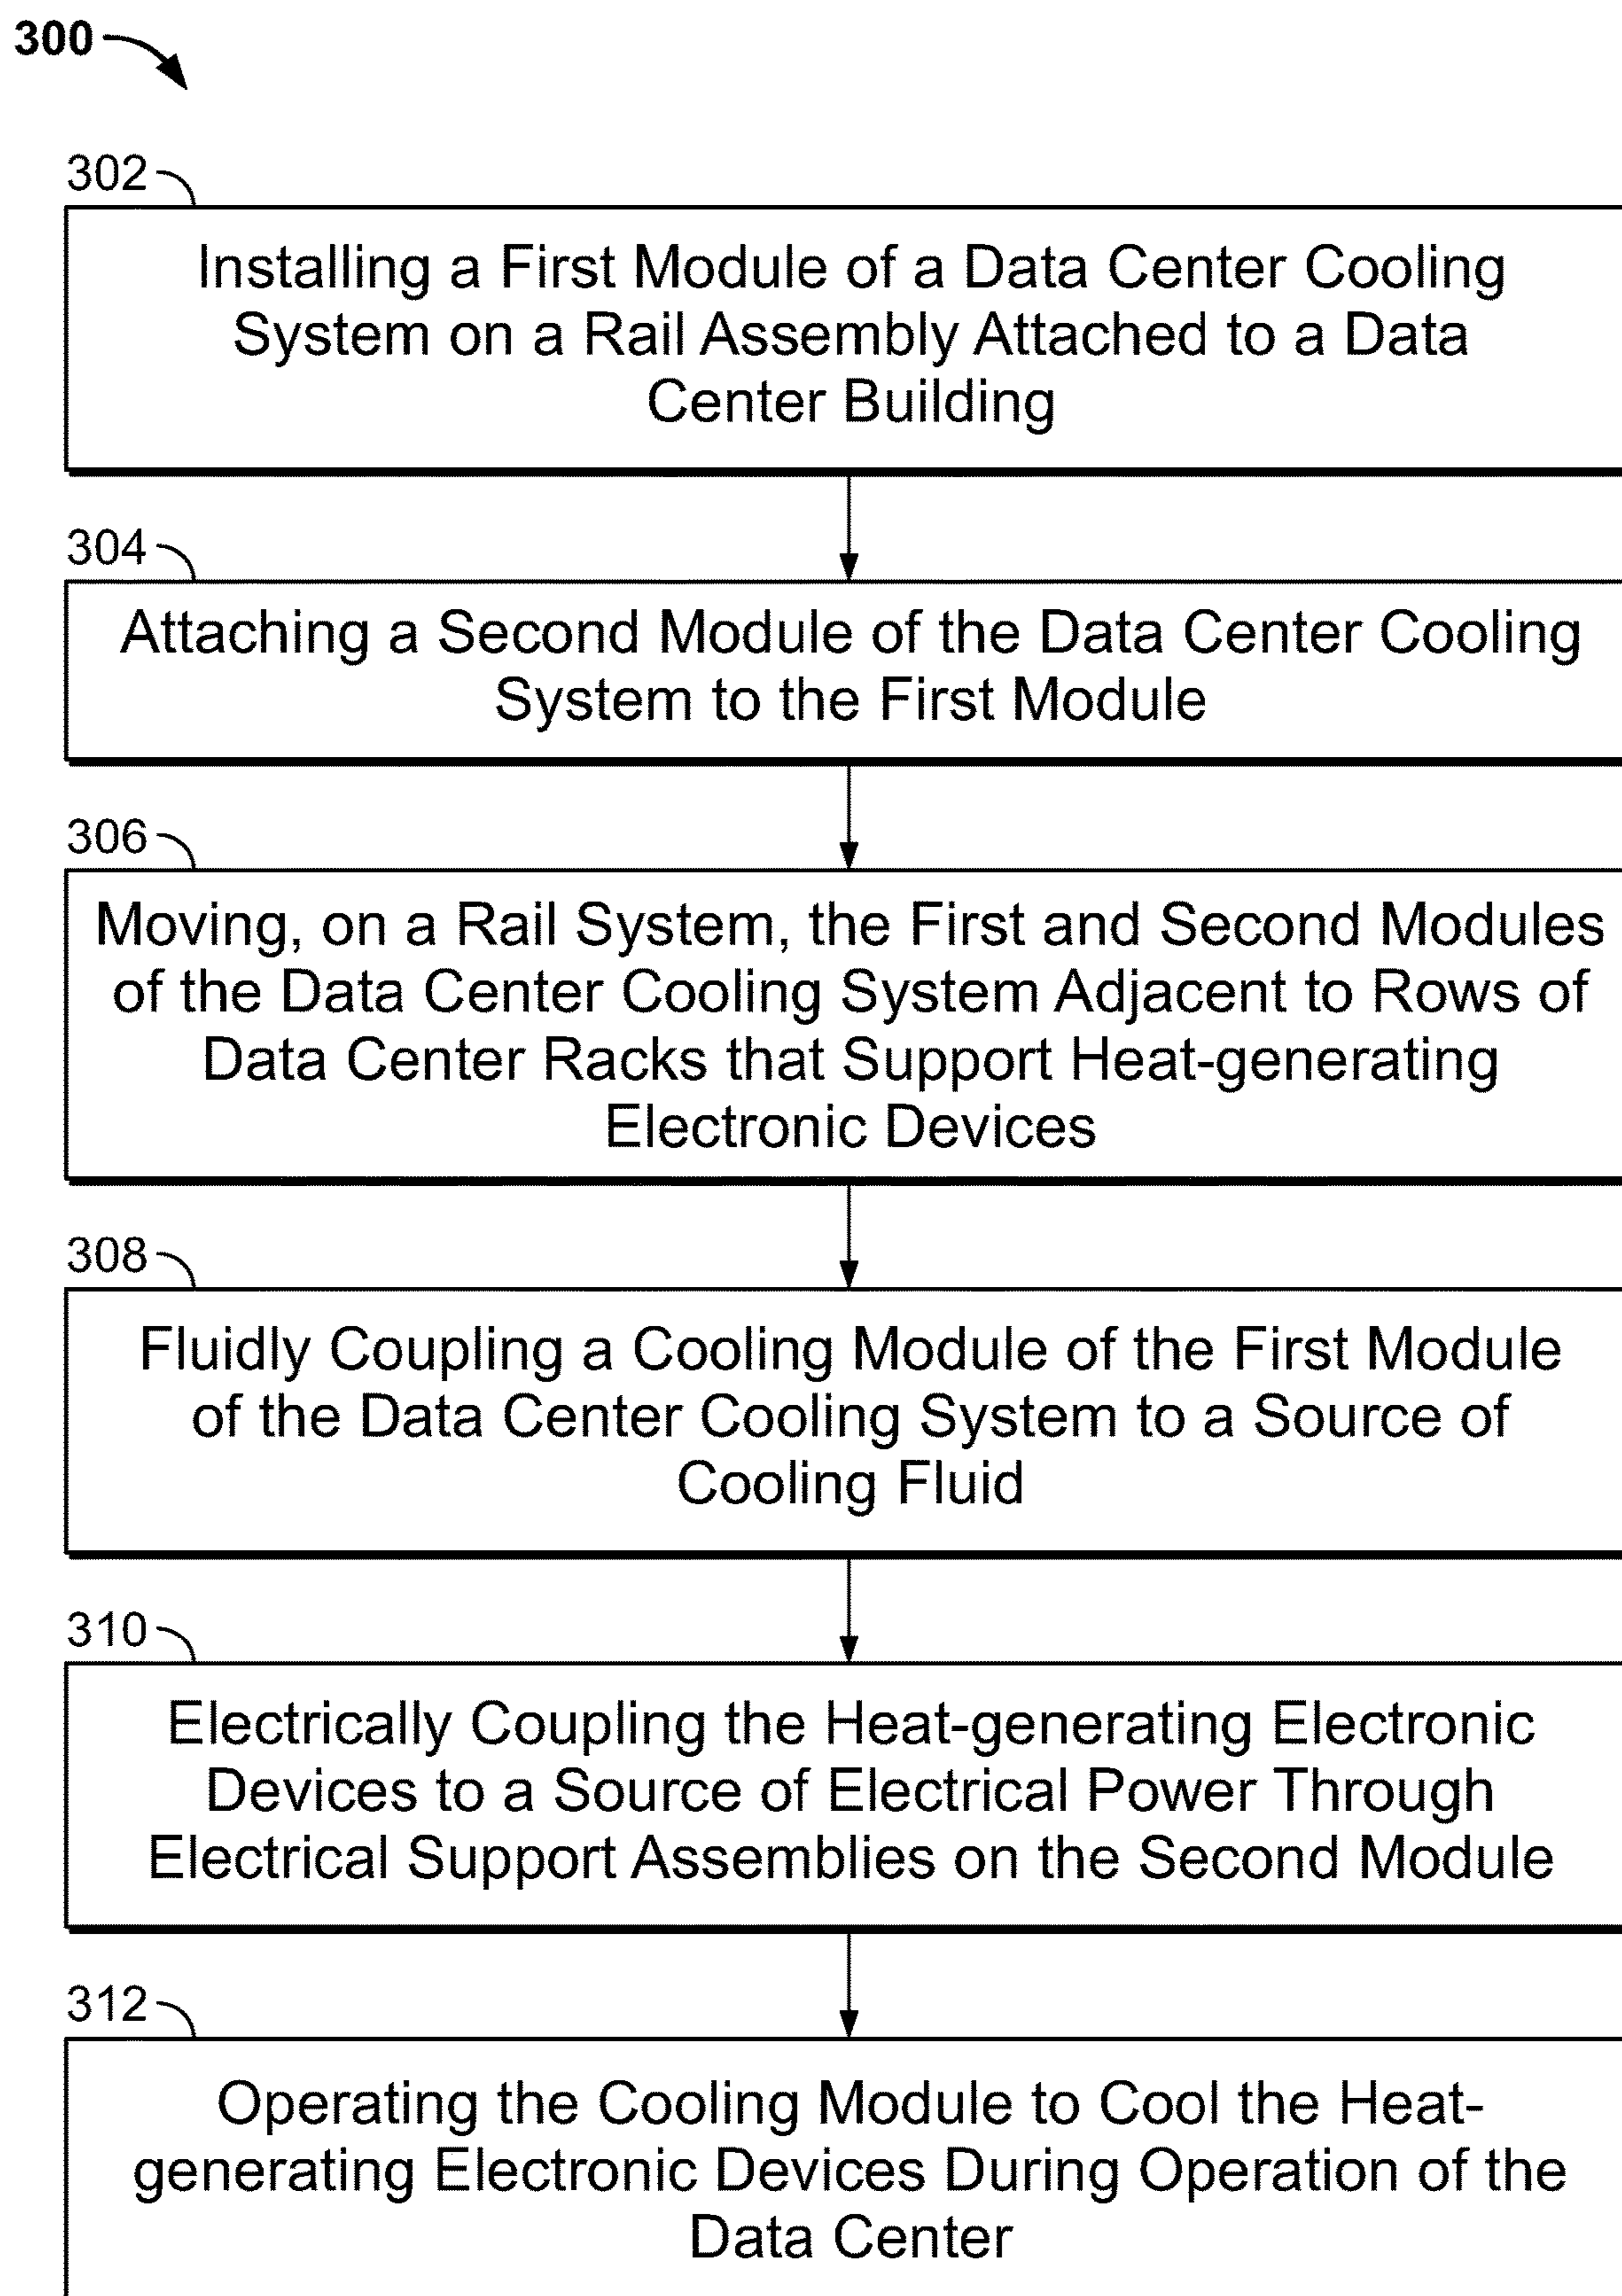 300
302
Installing a First Module of a Data Center Cooling
System on a Rail Assembly Attached to a Data
Center Building
304
Attaching a Second Module of the Data Center Cooling
System to the First Module
306
Moving, on a Rail System, the First and Second Modules
of the Data Center Cooling System Adjacent to Rows of
Data Center Racks that Support Heat-generating
Electronic Devices
308
Fluidly Coupling a Cooling Module of the First Module
of the Data Center Cooling System to a Source of
Cooling Fluid
310
Electrically Coupling the Heat-generating Electronic
Devices to a Source of Electrical Power Through
Electrical Support Assemblies on the Second Module
312
Operating the Cooling Module to Cool the Heat-
generating Electronic Devices During Operation of the
Data Center